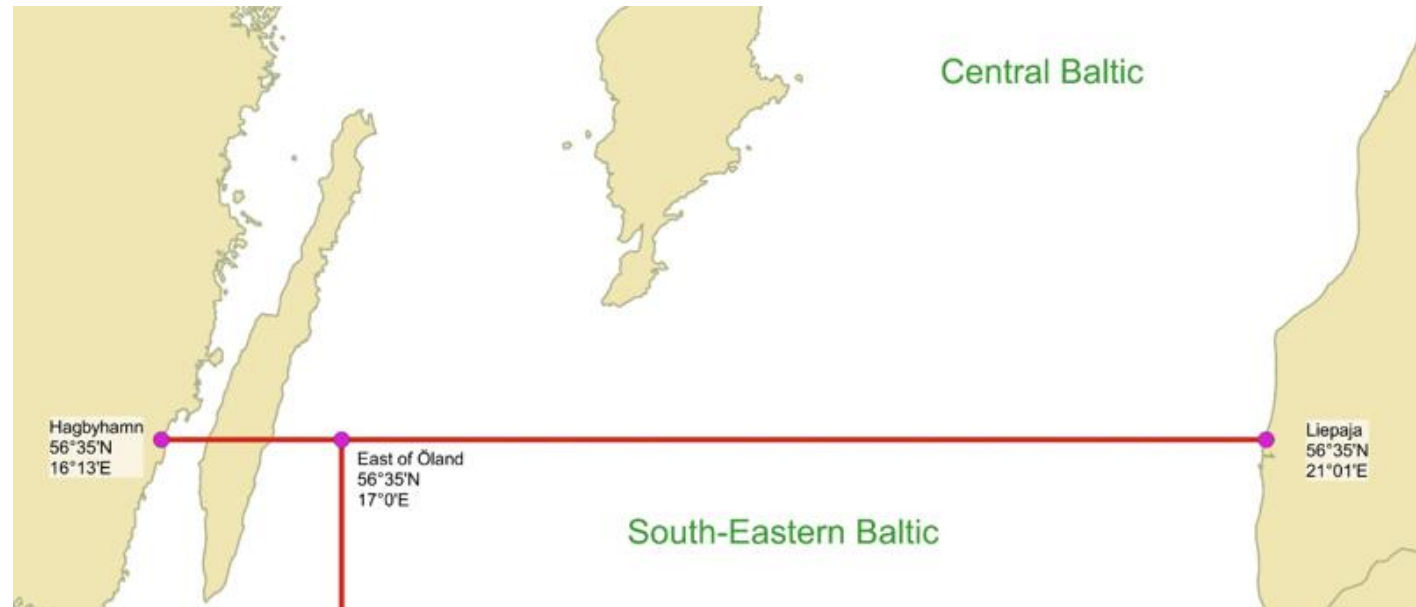 Central Baltic
Hagbyhamn
56°35'N
16°13'E
East of Öland
56°35'N
17°0'E
Liepaja
56°35'N
21°01'E
South-Eastern Baltic